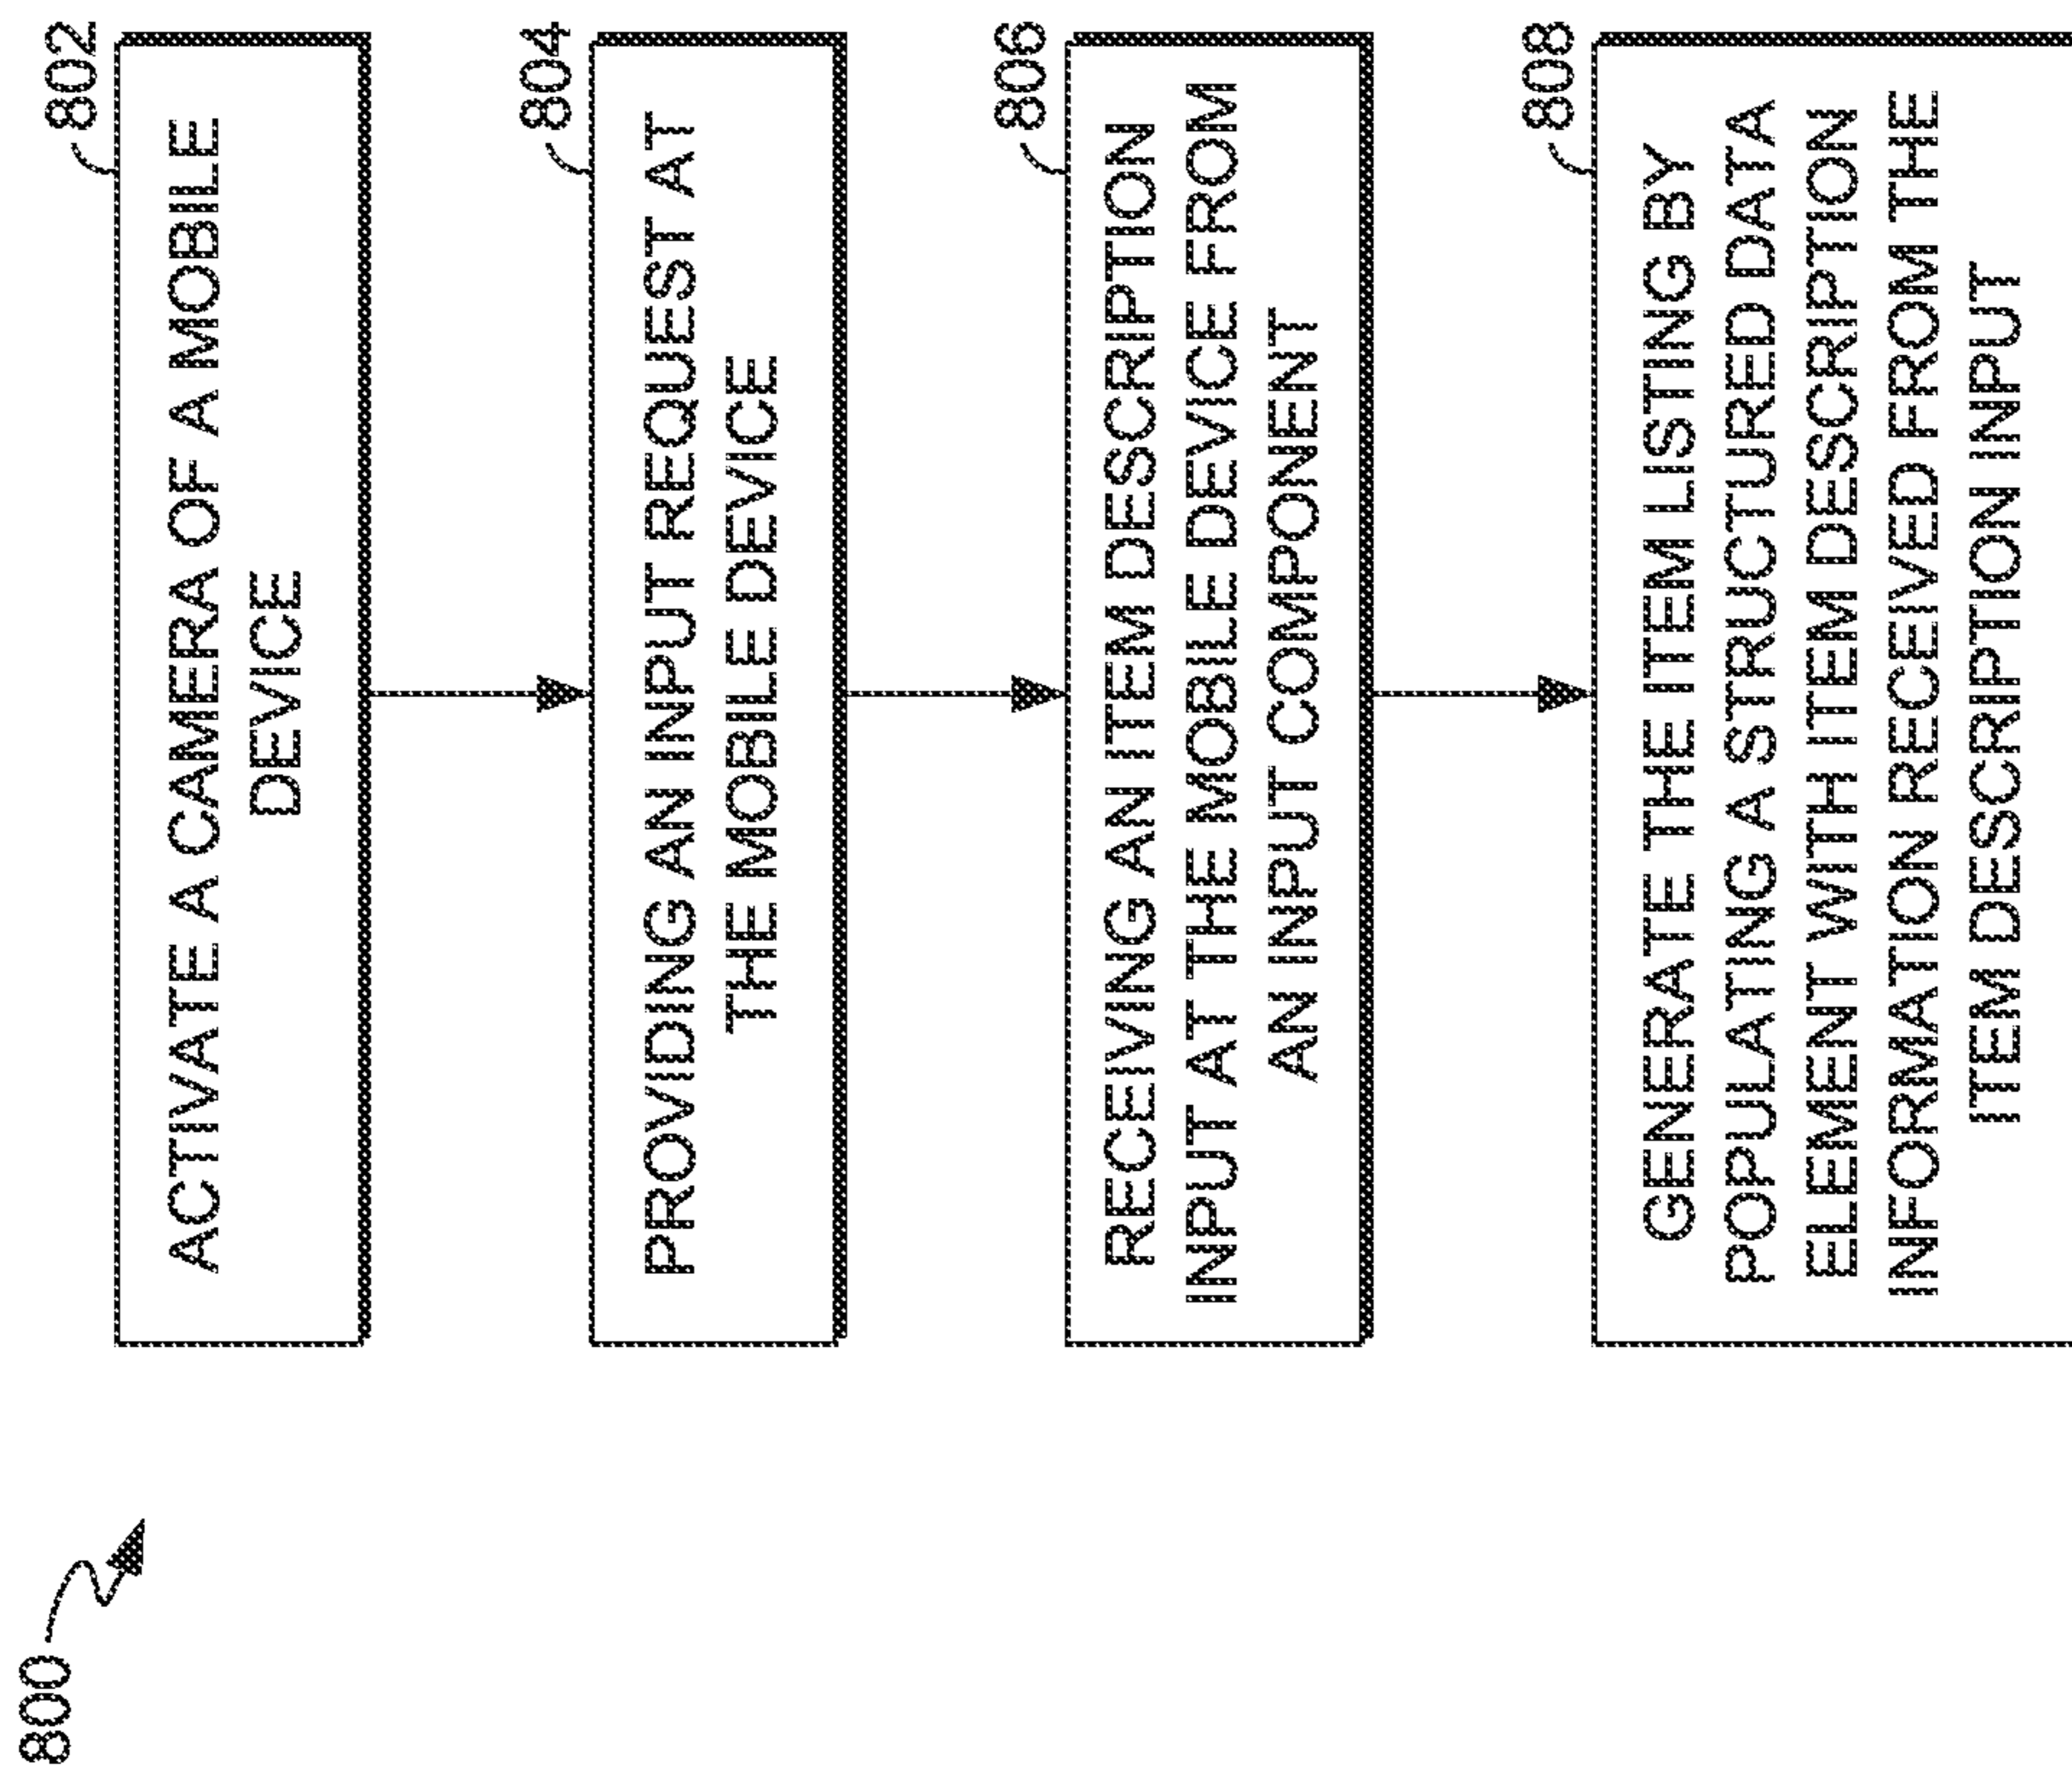 800
802
ACTIVATE A CAMERA OF A MOBILE
DEVICE
804
PROVIDING AN INPUT REQUEST AT
THE MOBILE DEVICE
806
RECEIVING AN ITEM DESCRIPTION
INPUT AT THE MOBILE DEVICE FROM
AN INPUT COMPONENT
808
GENERATE THE ITEM LISTING BY
POPULATING A STRUCTURED DATA
ELEMENT WITH ITEM DESCRIPTION
INFORMATION RECEIVED FROM THE
ITEM DESCRIPTION INPUT